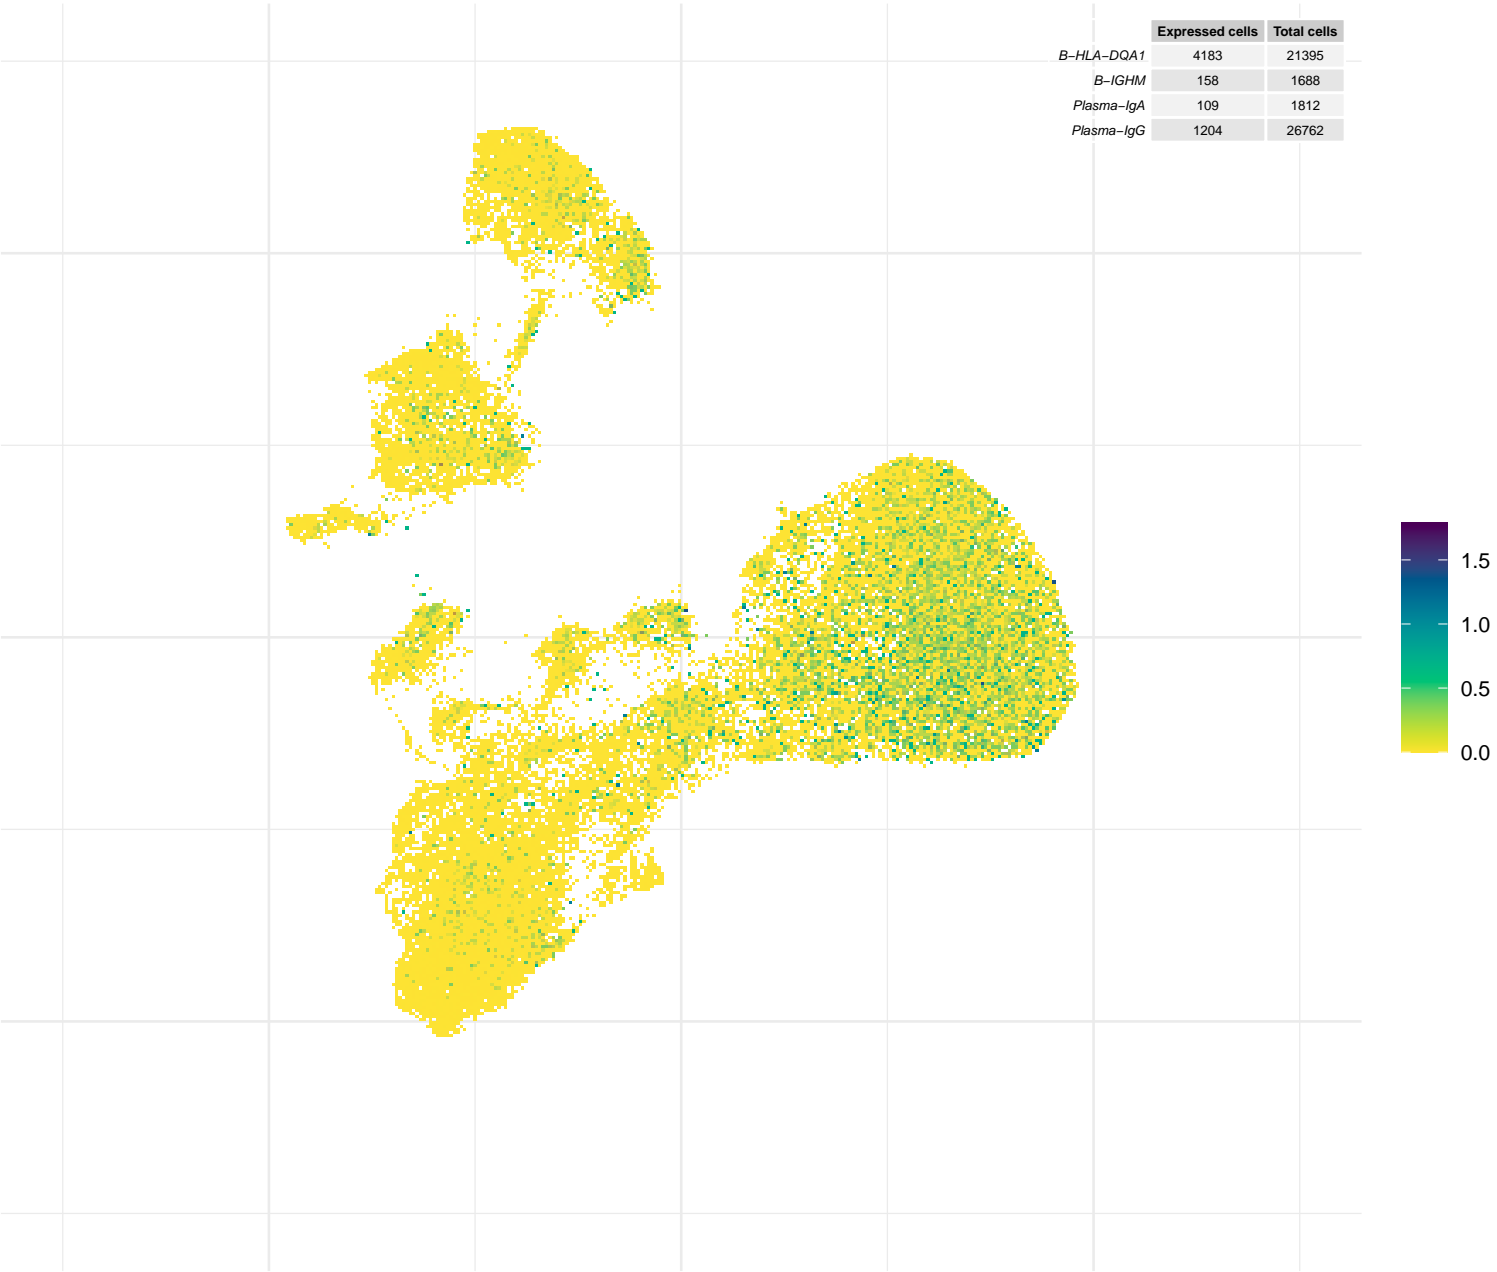 Expressed cells Total cells
B−HLA−DQA1 4183 21395
B−IGHM 158 1688
Plasma−IgA 109 1812
Plasma−IgG 1204 26762
1.5
1.0
0.5
0.0